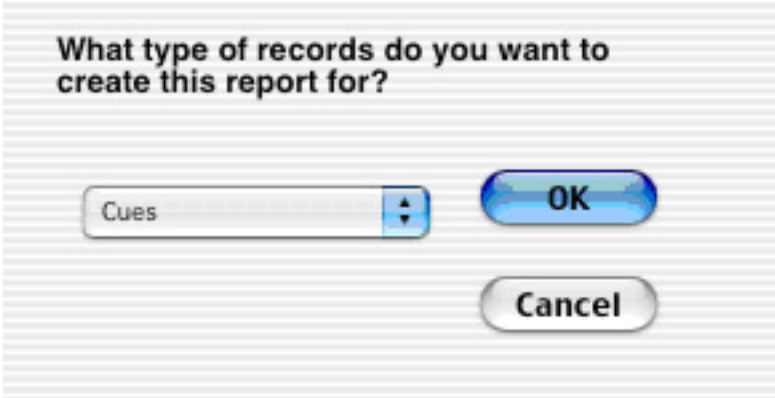 What type of records do you want to
create this report for?
Cues
OK
Cancel